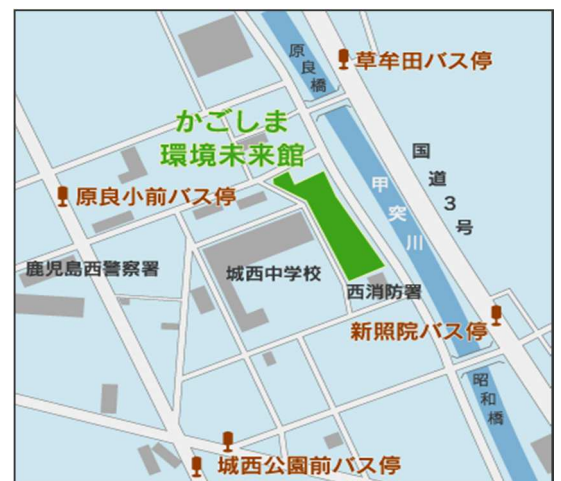 原良橋
草牟田バス停
かごしま
環境未来館
国道3号
甲突川
原良小前バス停
鹿児島西警察署
城西中学校
西消防署
新照院バス停
昭和橋
城西公園前バス停